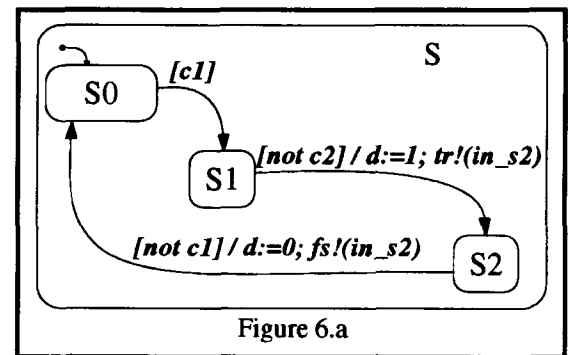 S
[c1]
S0
[not c2] / d:=1; tr!(in_s2)
S1
[not c1] / d:=0; fs!(in_s2)
S2
Figure 6.a